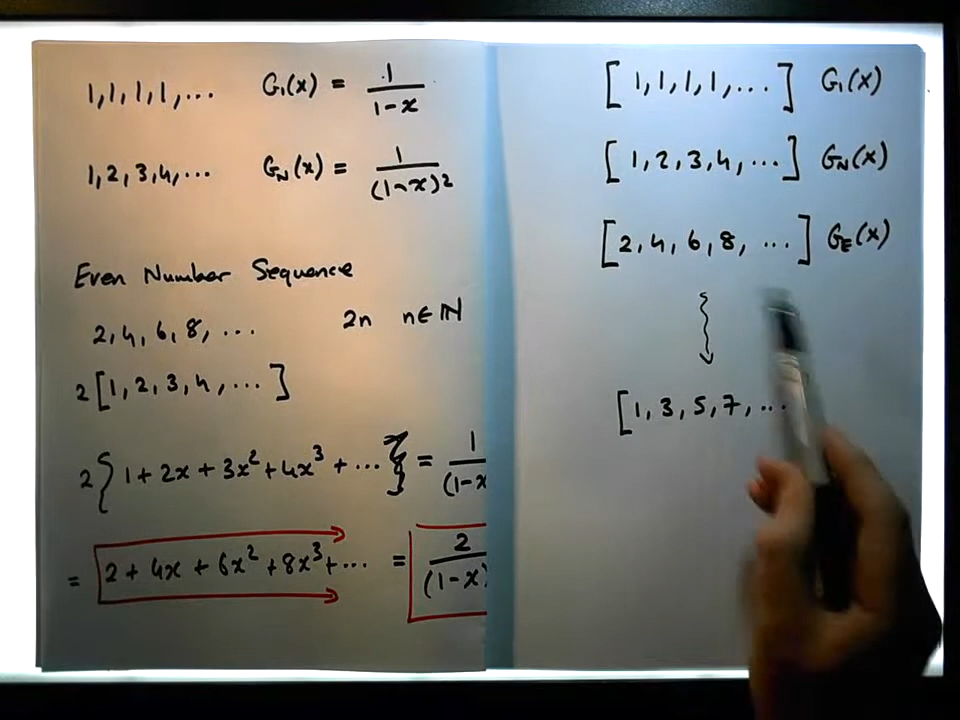 1,1,1,1,... G₁(x) = 1/(1-x)
1,2,3,4,... G_N(x) = 1/(1-x)²
Even Number Sequence
2,4,6,8,... 2n n∈ℕ
2[1,2,3,4,...]
2{1+2x+3x²+4x³+...} = 1/(1-x
= 2+4x+6x²+8x³+... = 2/(1-x)
[1,1,1,1,...] G₁(x)
[1,2,3,4,...] G_N(x)
[2,4,6,8,...] G_E(x)
[1,3,5,7,...